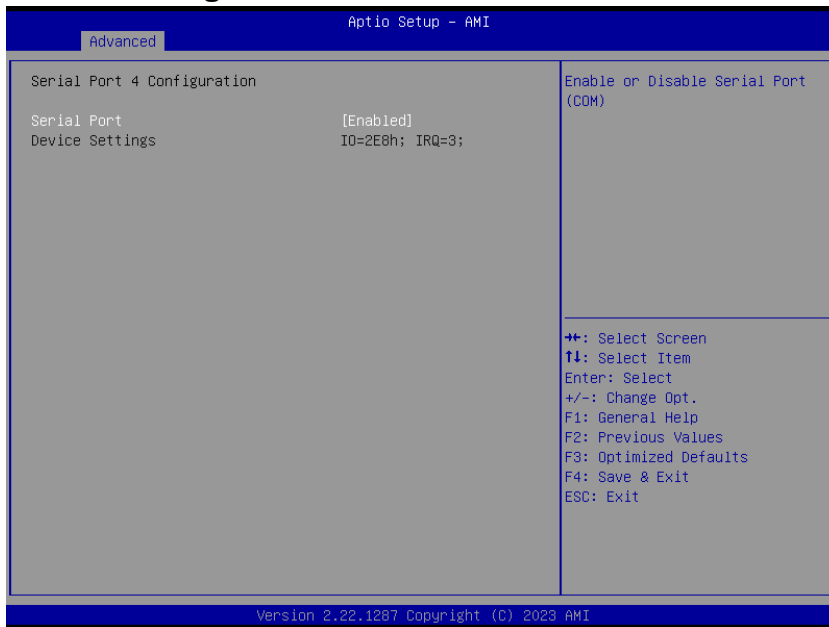 Aptio Setup – AMI
Advanced
Serial Port 4 Configuration
Serial Port [Enabled]
Device Settings IO=2E8h; IRQ=3;
Enable or Disable Serial Port
(COM)
→←: Select Screen
↑↓: Select Item
Enter: Select
+/-: Change Opt.
F1: General Help
F2: Previous Values
F3: Optimized Defaults
F4: Save & Exit
ESC: Exit
Version 2.22.1287 Copyright (C) 2023 AMI